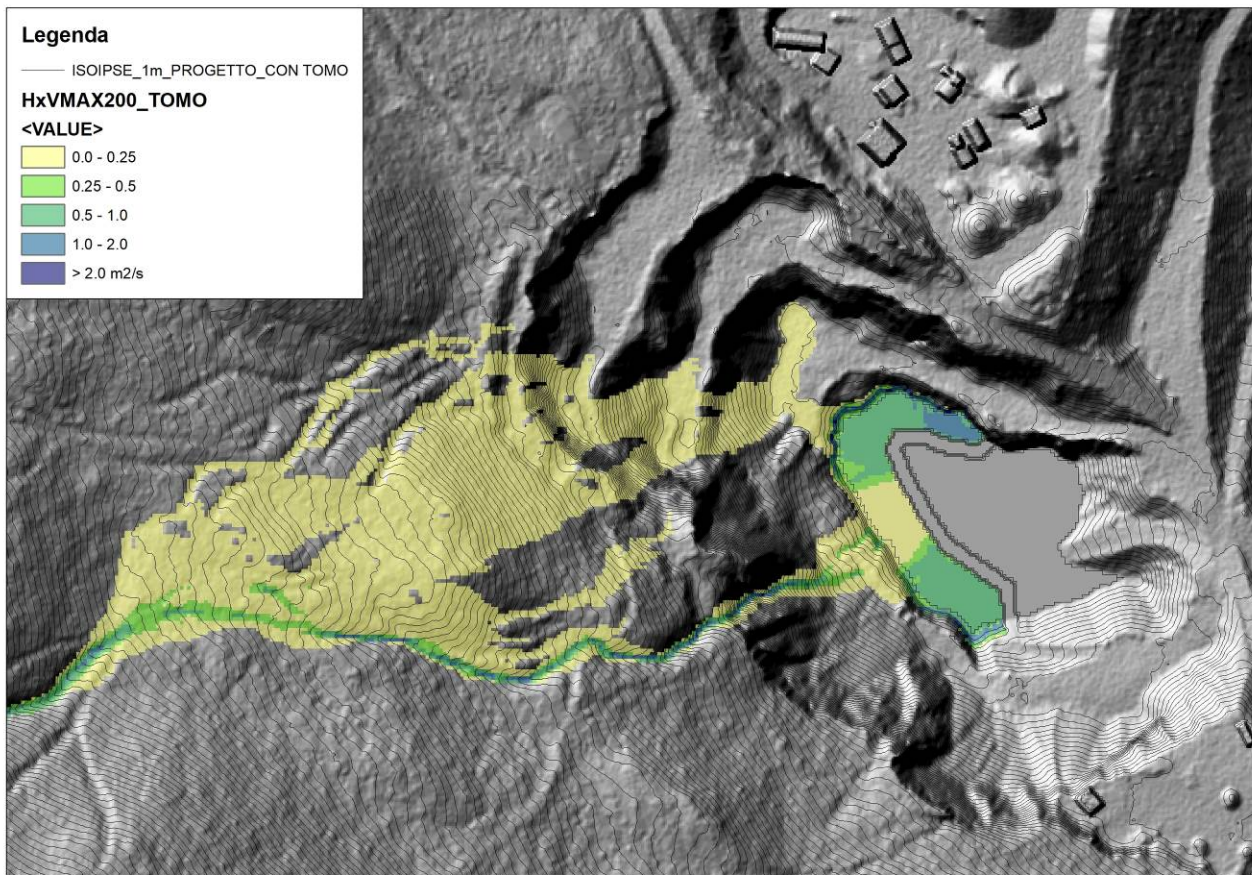 Legenda
ISOIPSE_1m_PROGETTO_CON TOMO
HxVMAX200_TOMO
<VALUE>
0.0 - 0.25
0.25 - 0.5
0.5 - 1.0
1.0 - 2.0
> 2.0 m2/s